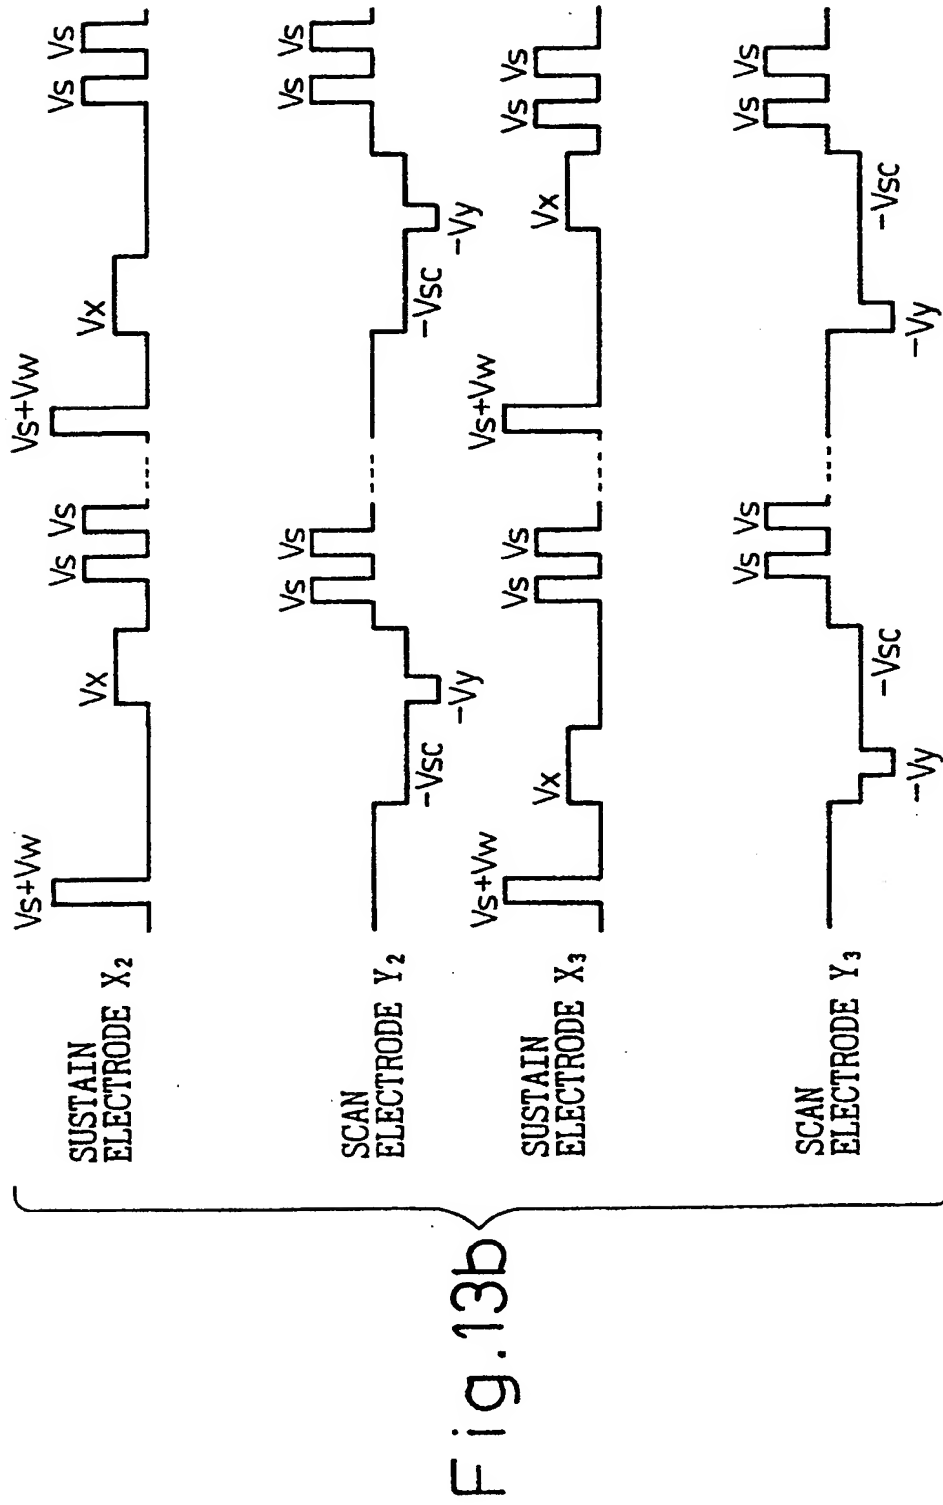 Fig.13b
SUSTAIN
ELECTRODE X₂
Vs+Vw
Vx
Vs
Vs
Vs+Vw
Vx
Vs
Vs
SCAN
ELECTRODE Y₂
-Vsc
-Vy
Vs
Vs
-Vsc
-Vy
Vs
Vs
SUSTAIN
ELECTRODE X₃
Vs+Vw
Vx
Vs
Vs
Vs+Vw
Vx
Vs
Vs
SCAN
ELECTRODE Y₃
-Vy
-Vsc
Vs
Vs
-Vy
-Vsc
Vs
Vs